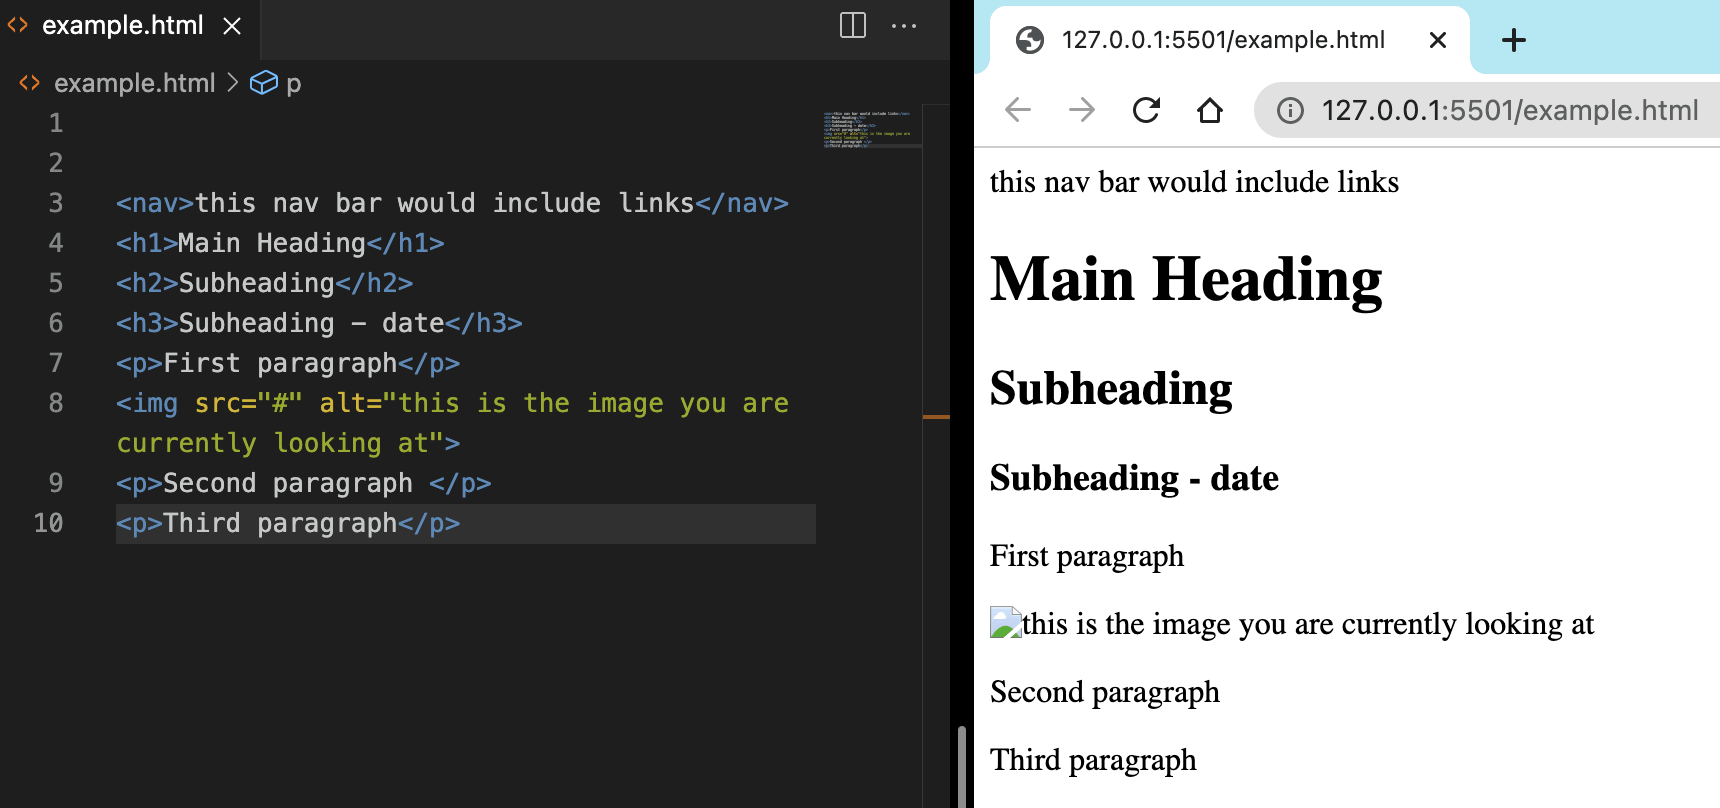 example.html
example.html > p
1
2
3 <nav>this nav bar would include links</nav>
4 <h1>Main Heading</h1>
5 <h2>Subheading</h2>
6 <h3>Subheading - date</h3>
7 <p>First paragraph</p>
8 <img src="#" alt="this is the image you are
currently looking at">
9 <p>Second paragraph </p>
10 <p>Third paragraph</p>
127.0.0.1:5501/example.html
127.0.0.1:5501/example.html
this nav bar would include links
Main Heading
Subheading
Subheading - date
First paragraph
this is the image you are currently looking at
Second paragraph
Third paragraph